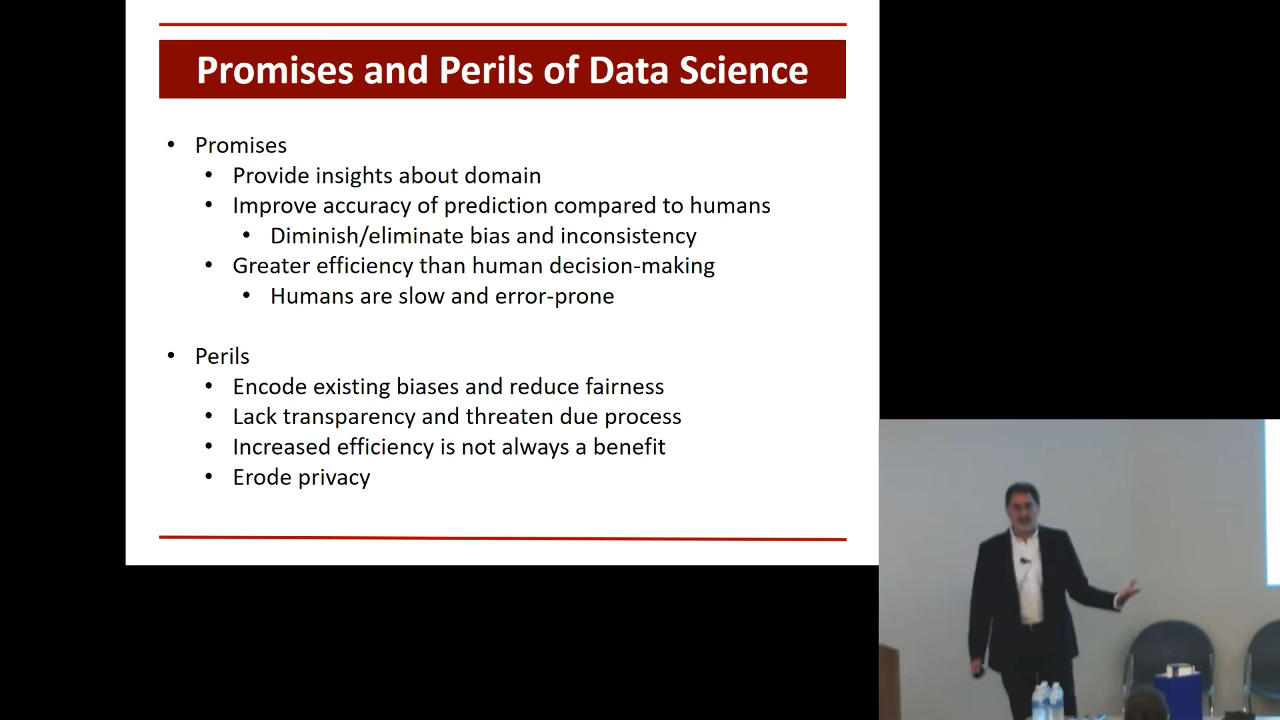 Promises and Perils of Data Science
• Promises
• Provide insights about domain
• Improve accuracy of prediction compared to humans
• Diminish/eliminate bias and inconsistency
• Greater efficiency than human decision-making
• Humans are slow and error-prone
• Perils
• Encode existing biases and reduce fairness
• Lack transparency and threaten due process
• Increased efficiency is not always a benefit
• Erode privacy